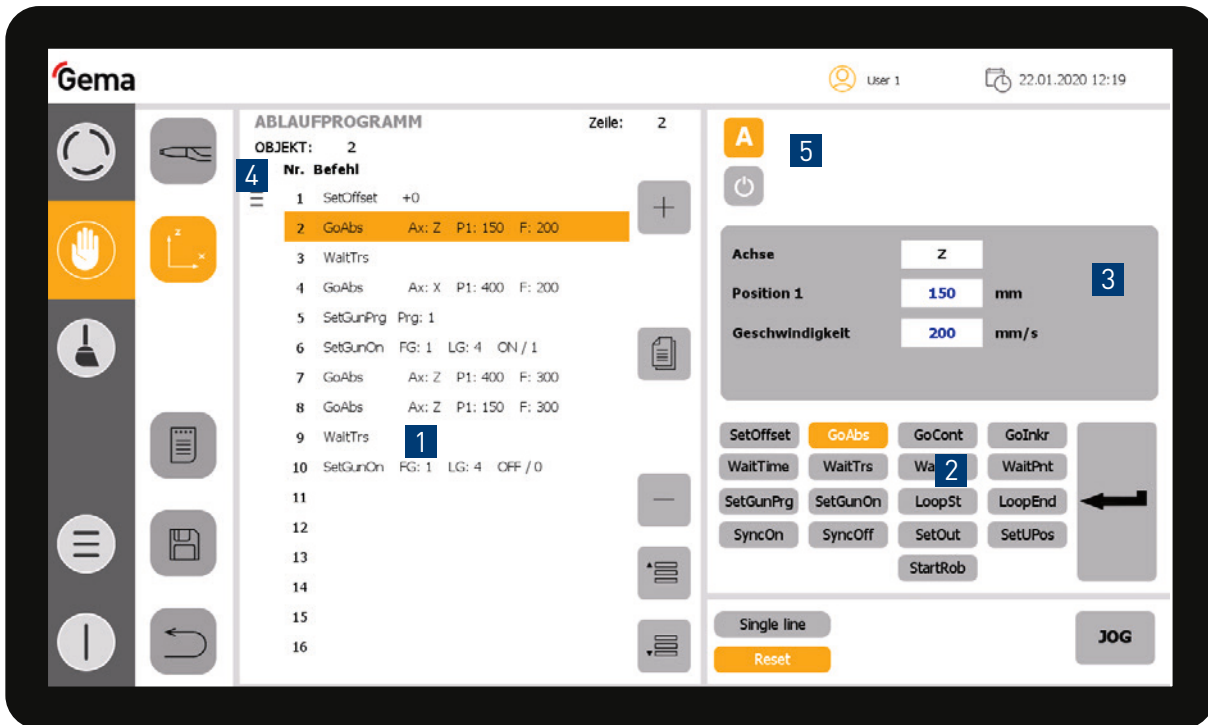 Gema
User 1
22.01.2020 12:19
ABLAUFPROGRAMM Zeile: 2
OBJEKT: 2
4
Nr. Befehl
1 SetOffset +0
2 GoAbs Ax: Z P1: 150 F: 200
3 WaitTrs
4 GoAbs Ax: X P1: 400 F: 200
5 SetGunPrg Prg: 1
6 SetGunOn FG: 1 LG: 4 ON / 1
7 GoAbs Ax: Z P1: 400 F: 300
8 GoAbs Ax: Z P1: 150 F: 300
9 WaitTrs
1
10 SetGunOn FG: 1 LG: 4 OFF / 0
11
12
13
14
15
16
A
5
Achse Z
3
Position 1 150 mm
Geschwindigkeit 200 mm/s
SetOffset GoAbs GoCont GoInkr
WaitTime WaitTrs 2 WaitPnt
SetGunPrg SetGunOn LoopSt LoopEnd
SyncOn SyncOff SetOut SetUPos
StartRob
Single line
Reset
JOG
z
x